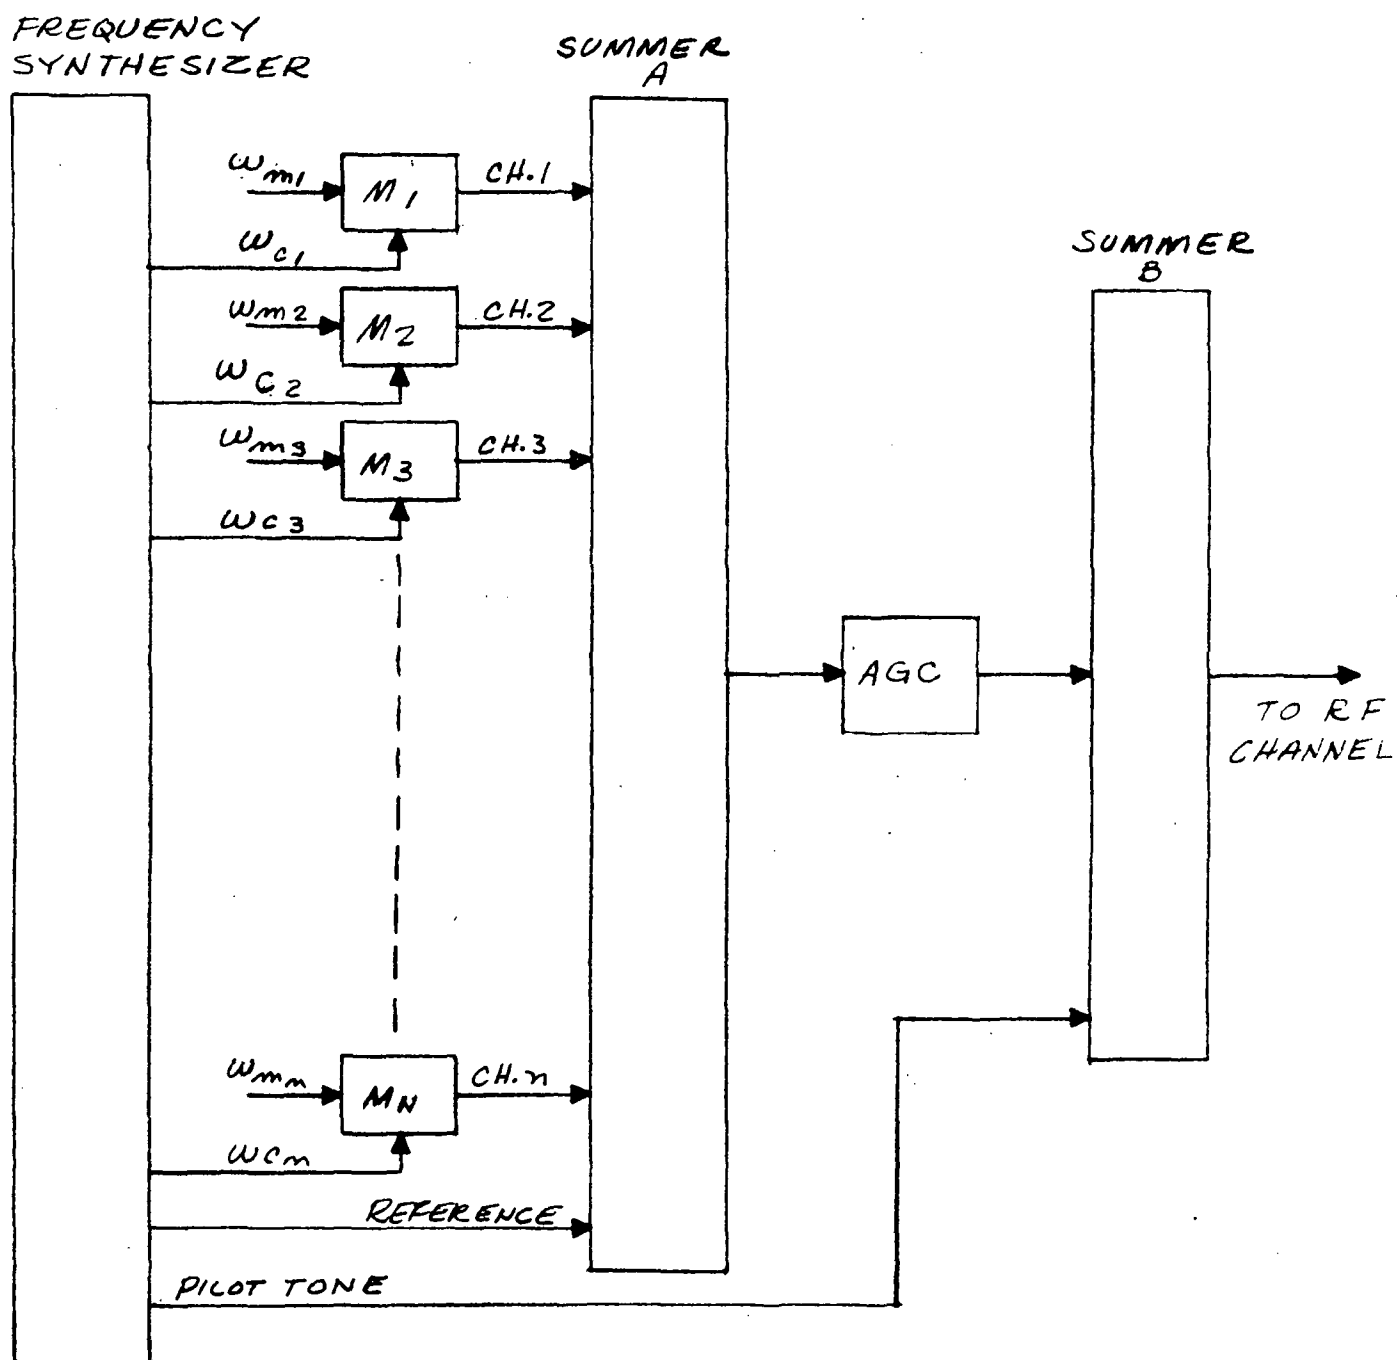 FREQUENCY
SYNTHESIZER
SUMMER
A
ωm1
M1
CH.1
ωc1
SUMMER
B
ωm2
M2
CH.2
ωC2
ωm3
M3
CH.3
ωc3
AGC
TO RF
CHANNEL
ωmn
MN
CH.n
ωcn
REFERENCE
PILOT TONE